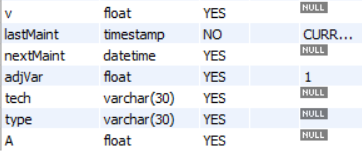 v float YES NULL
lastMaint timestamp NO CURR...
nextMaint datetime YES NULL
adjVar float YES 1
tech varchar(30) YES NULL
type varchar(30) YES NULL
A float YES NULL